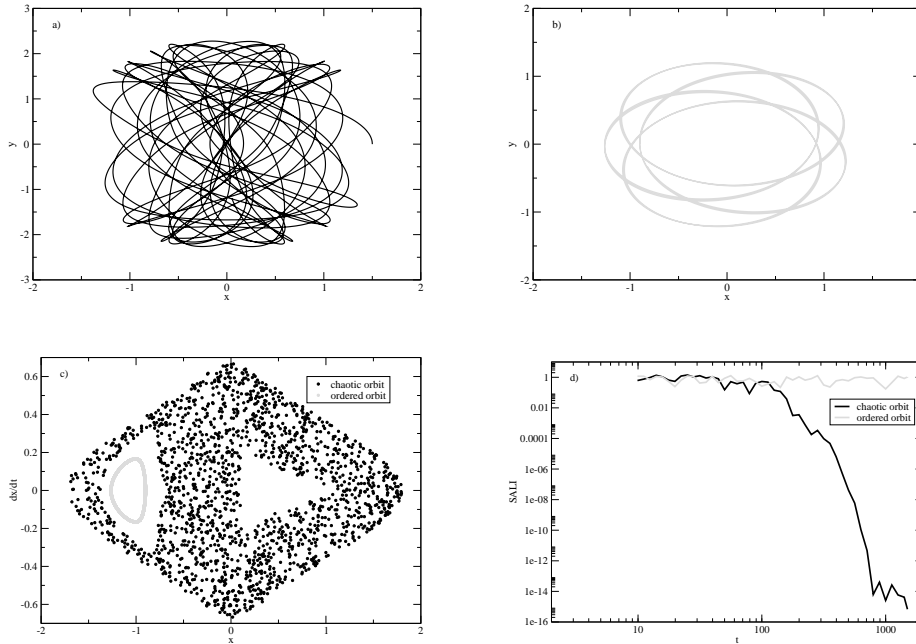 a)
3
2
1
0
-1
-2
-3
y
-2
-1
0
1
2
x
b)
2
1
0
-1
-2
y
-2
-1
0
1
x
c)
0.6
0.4
0.2
0
-0.2
-0.4
-0.6
dx/dt
chaotic orbit
ordered orbit
-2
-1
0
1
2
x
d)
1
0.01
0.0001
1e-06
1e-08
1e-10
1e-12
1e-14
1e-16
SALI
chaotic orbit
ordered orbit
10
100
1000
t